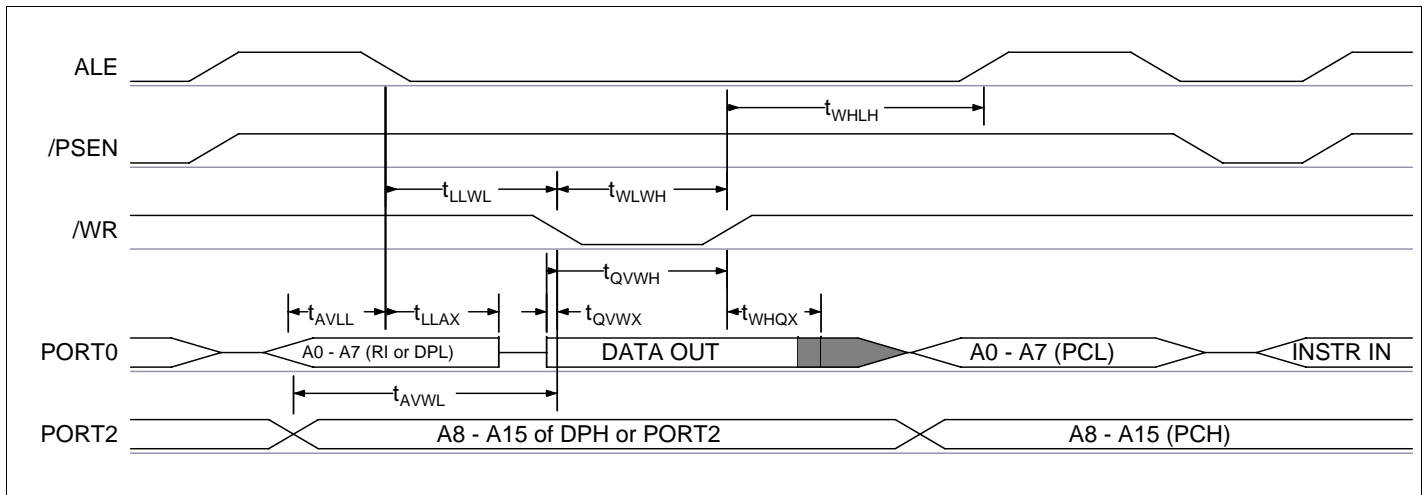 ALE
tWHLH
/PSEN
tLLWL
tWLWH
/WR
tQVWH
tAVLL
tLLAX
tQVWX
tWHQX
PORT0
A0 - A7 (RI or DPL)
DATA OUT
A0 - A7 (PCL)
INSTR IN
tAVWL
PORT2
A8 - A15 of DPH or PORT2
A8 - A15 (PCH)